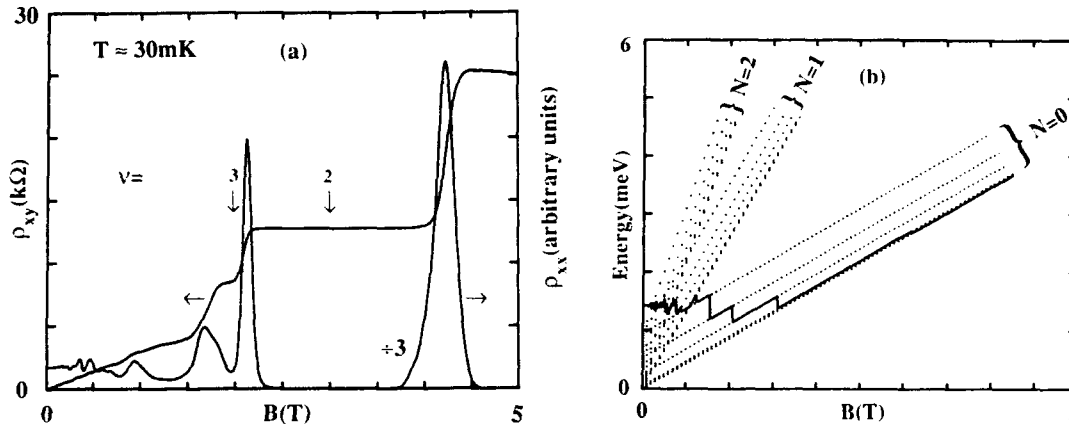 30
T ≈ 30mK
(a)
ν=
3
2
↓
↓
←
→
÷3
ρxy(kΩ)
ρxx(arbitrary units)
0
0
B(T)
5
6
(b)
}N=2
}N=1
}N=0
Energy(meV)
0
0
B(T)